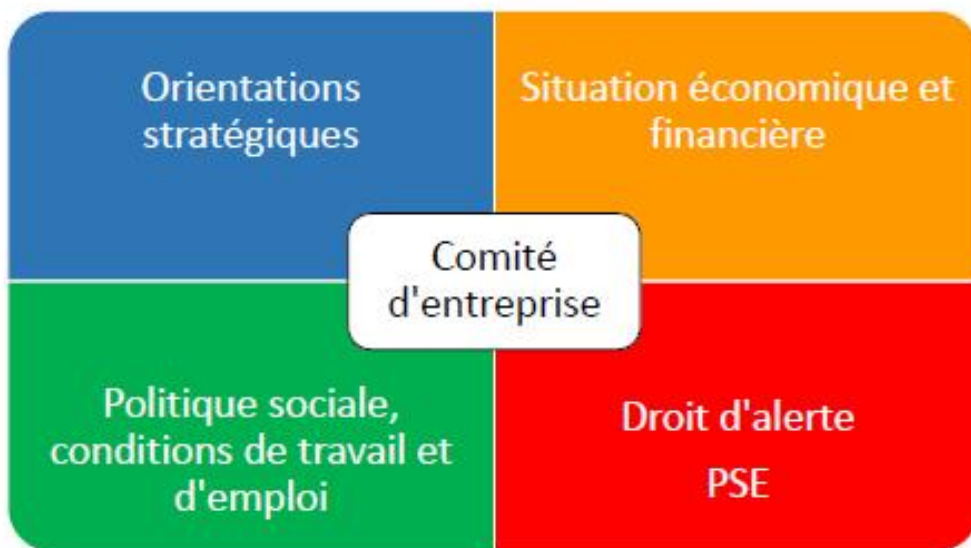 Orientations
stratégiques
Situation économique et
financière
Comité
d'entreprise
Politique sociale,
conditions de travail et
d'emploi
Droit d'alerte
PSE